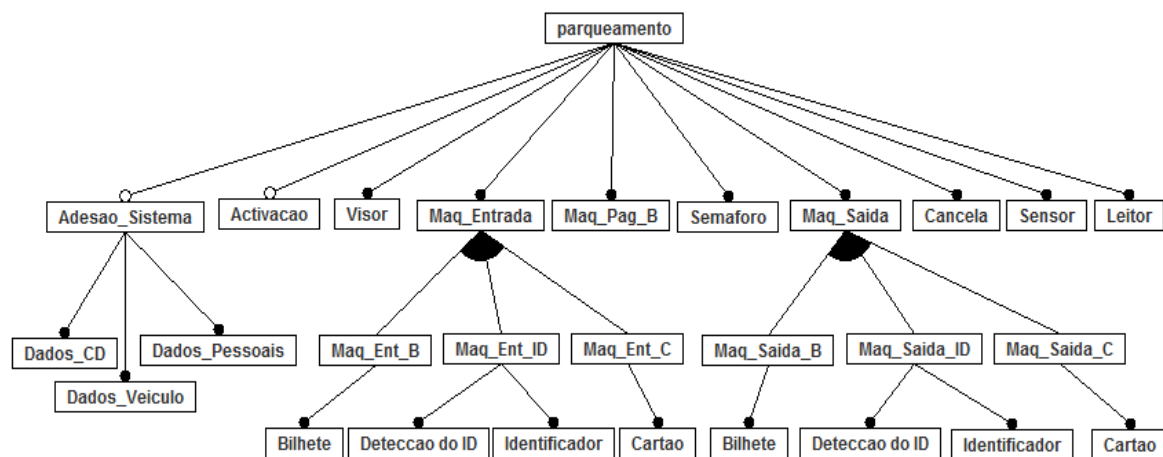 parqueamento
Adesao_Sistema
Activacao
Visor
Maq_Entrada
Maq_Pag_B
Semaforo
Maq_Saida
Cancela
Sensor
Leitor
Dados_CD
Dados_Veiculo
Dados_Pessoais
Maq_Ent_B
Maq_Ent_ID
Maq_Ent_C
Maq_Saida_B
Maq_Saida_ID
Maq_Saida_C
Bilhete
Deteccao do ID
Identificador
Cartao
Bilhete
Deteccao do ID
Identificador
Cartao